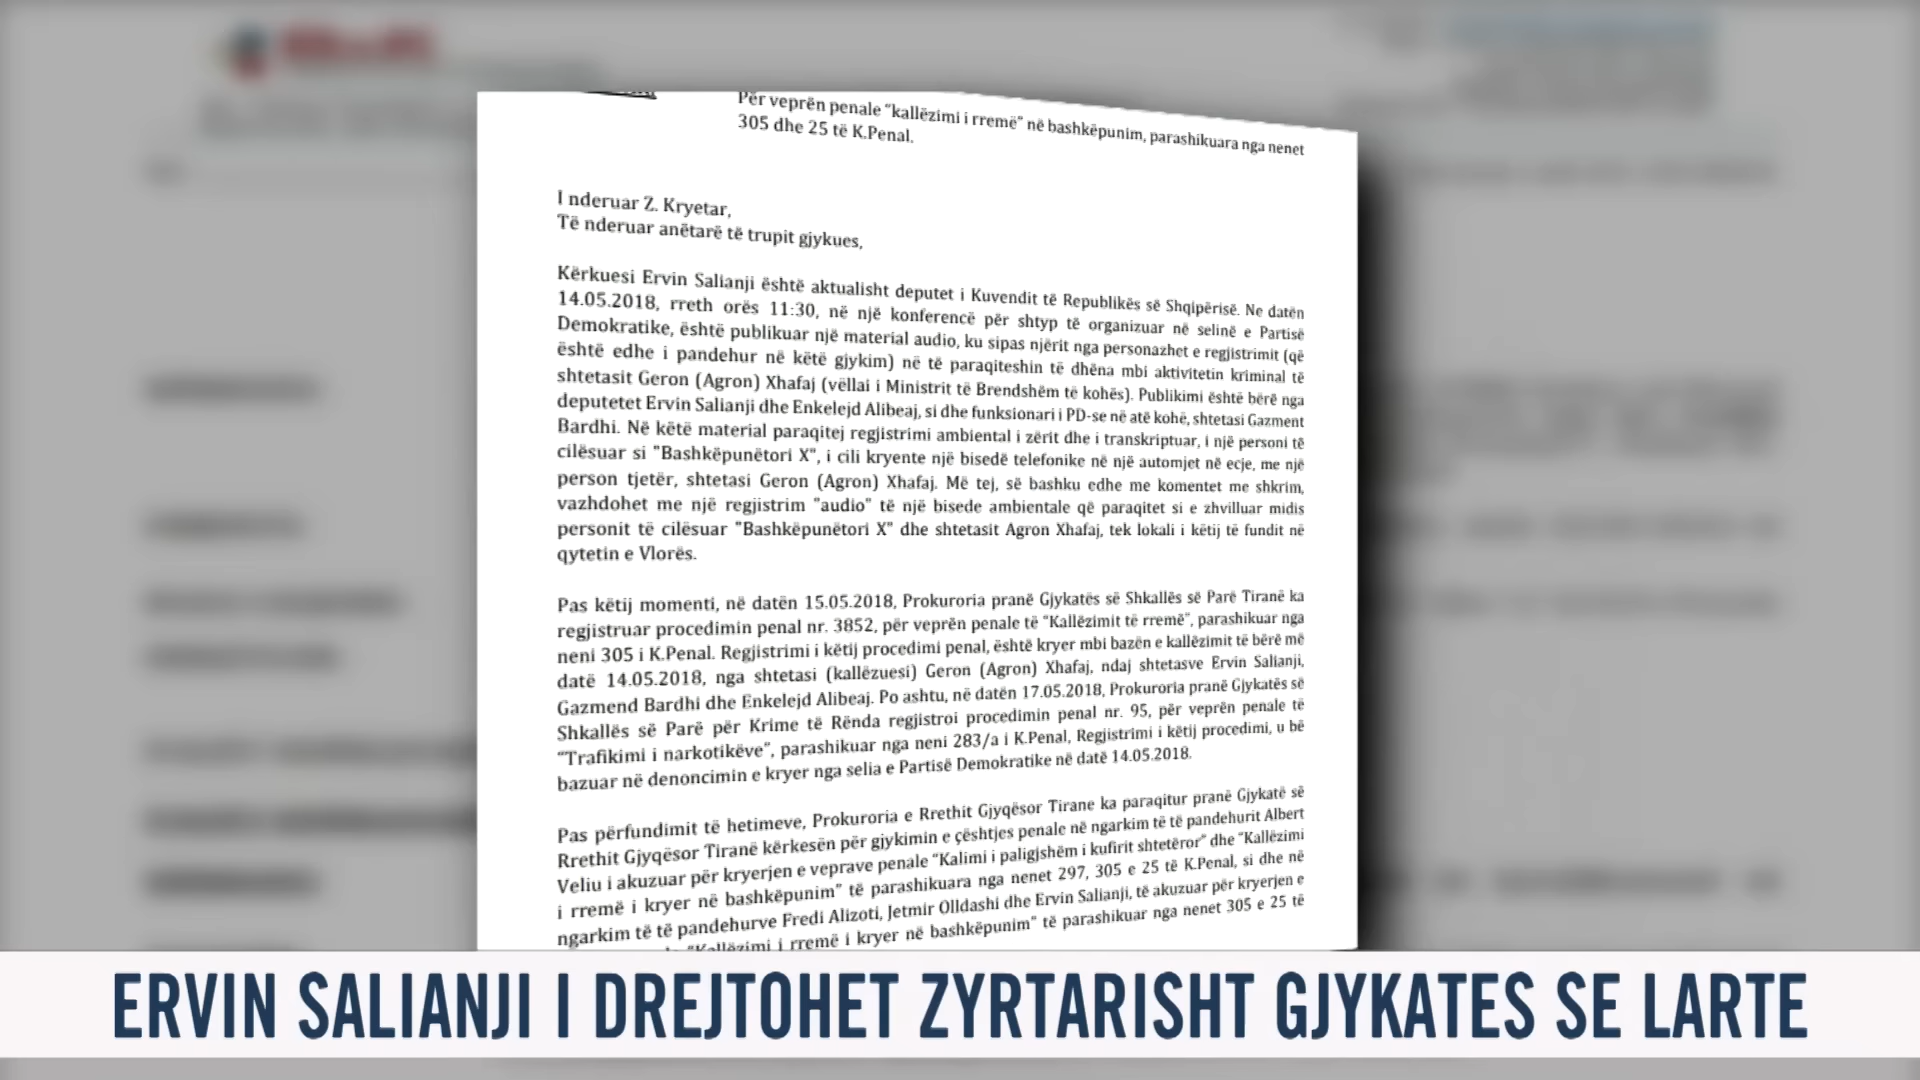 Për veprën penale "kallëzimi i rremë" në bashkëpunim, parashikuara nga nenet
305 dhe 25 të K.Penal.
I nderuar Z. Kryetar,
Të nderuar anëtarë të trupit gjykues,
Kërkuesi Ervin Salianji është aktualisht deputet i Kuvendit të Republikës së Shqipërisë. Ne datën
14.05.2018, rreth orës 11:30, në një konferencë për shtyp të organizuar në selinë e Partisë
Demokratike, është publikuar një material audio, ku sipas njërit nga personazhet e regjistrimit (që
është edhe i pandehur në këtë gjykim) në të paraqiteshin të dhëna mbi aktivitetin kriminal të
shtetasit Geron (Agron) Xhafaj (vëllai i Ministrit të Brendshëm të kohës). Publikimi është bërë nga
deputetet Ervin Salianji dhe Enkelejd Alibeaj, si dhe funksionari i PD-se në atë kohë, shtetasi Gazment
Bardhi. Në këtë material paraqitej regjistrimi ambiental i zërit dhe i transkriptuar, i një personi të
cilësuar si "Bashkëpunëtori X", i cili kryente një bisedë telefonike në një automjet në ecje, me një
person tjetër, shtetasi Geron (Agron) Xhafaj. Më tej, së bashku edhe me komentet me shkrim,
vazhdohet me një regjistrim "audio" të një bisede ambientale që paraqitet si e zhvilluar midis
personit të cilësuar "Bashkëpunëtori X" dhe shtetasit Agron Xhafaj, tek lokali i këtij të fundit në
qytetin e Vlorës.
Pas këtij momenti, në datën 15.05.2018, Prokuroria pranë Gjykatës së Shkallës së Parë Tiranë ka
regjistruar procedimin penal nr. 3852, për veprën penale të "Kallëzimit të rremë", parashikuar nga
neni 305 i K.Penal. Regjistrimi i këtij procedimi penal, është kryer mbi bazën e kallëzimit të bërë më
datë 14.05.2018, nga shtetasi (kallëzuesi) Geron (Agron) Xhafaj, ndaj shtetasve Ervin Salianji,
Gazmend Bardhi dhe Enkelejd Alibeaj. Po ashtu, në datën 17.05.2018, Prokuroria pranë Gjykatës së
Shkallës së Parë për Krime të Rënda regjistroi procedimin penal nr. 95, për veprën penale të
"Trafikimi i narkotikëve", parashikuar nga neni 283/a i K.Penal, Regjistrimi i këtij procedimi, u bë
bazuar në denoncimin e kryer nga selia e Partisë Demokratike në datë 14.05.2018.
Pas përfundimit të hetimeve, Prokuroria e Rrethit Gjyqësor Tirane ka paraqitur pranë Gjykatë së
Rrethit Gjyqësor Tiranë kërkesën për gjykimin e çështjes penale në ngarkim të të pandehurit Albert
Veliu i akuzuar për kryerjen e veprave penale "Kalimi i paligjshëm i kufirit shtetëror" dhe "Kallëzimi
i rremë i kryer në bashkëpunim" të parashikuara nga nenet 297, 305 e 25 të K.Penal, si dhe në
ngarkim të të pandehurve Fredi Alizoti, Jetmir Olldashi dhe Ervin Salianji, të akuzuar për kryerjen e
"Kallëzimi i rremë i kryer në bashkëpunim" të parashikuar nga nenet 305 e 25 të
ERVIN SALIANJI I DREJTOHET ZYRTARISHT GJYKATES SE LARTE